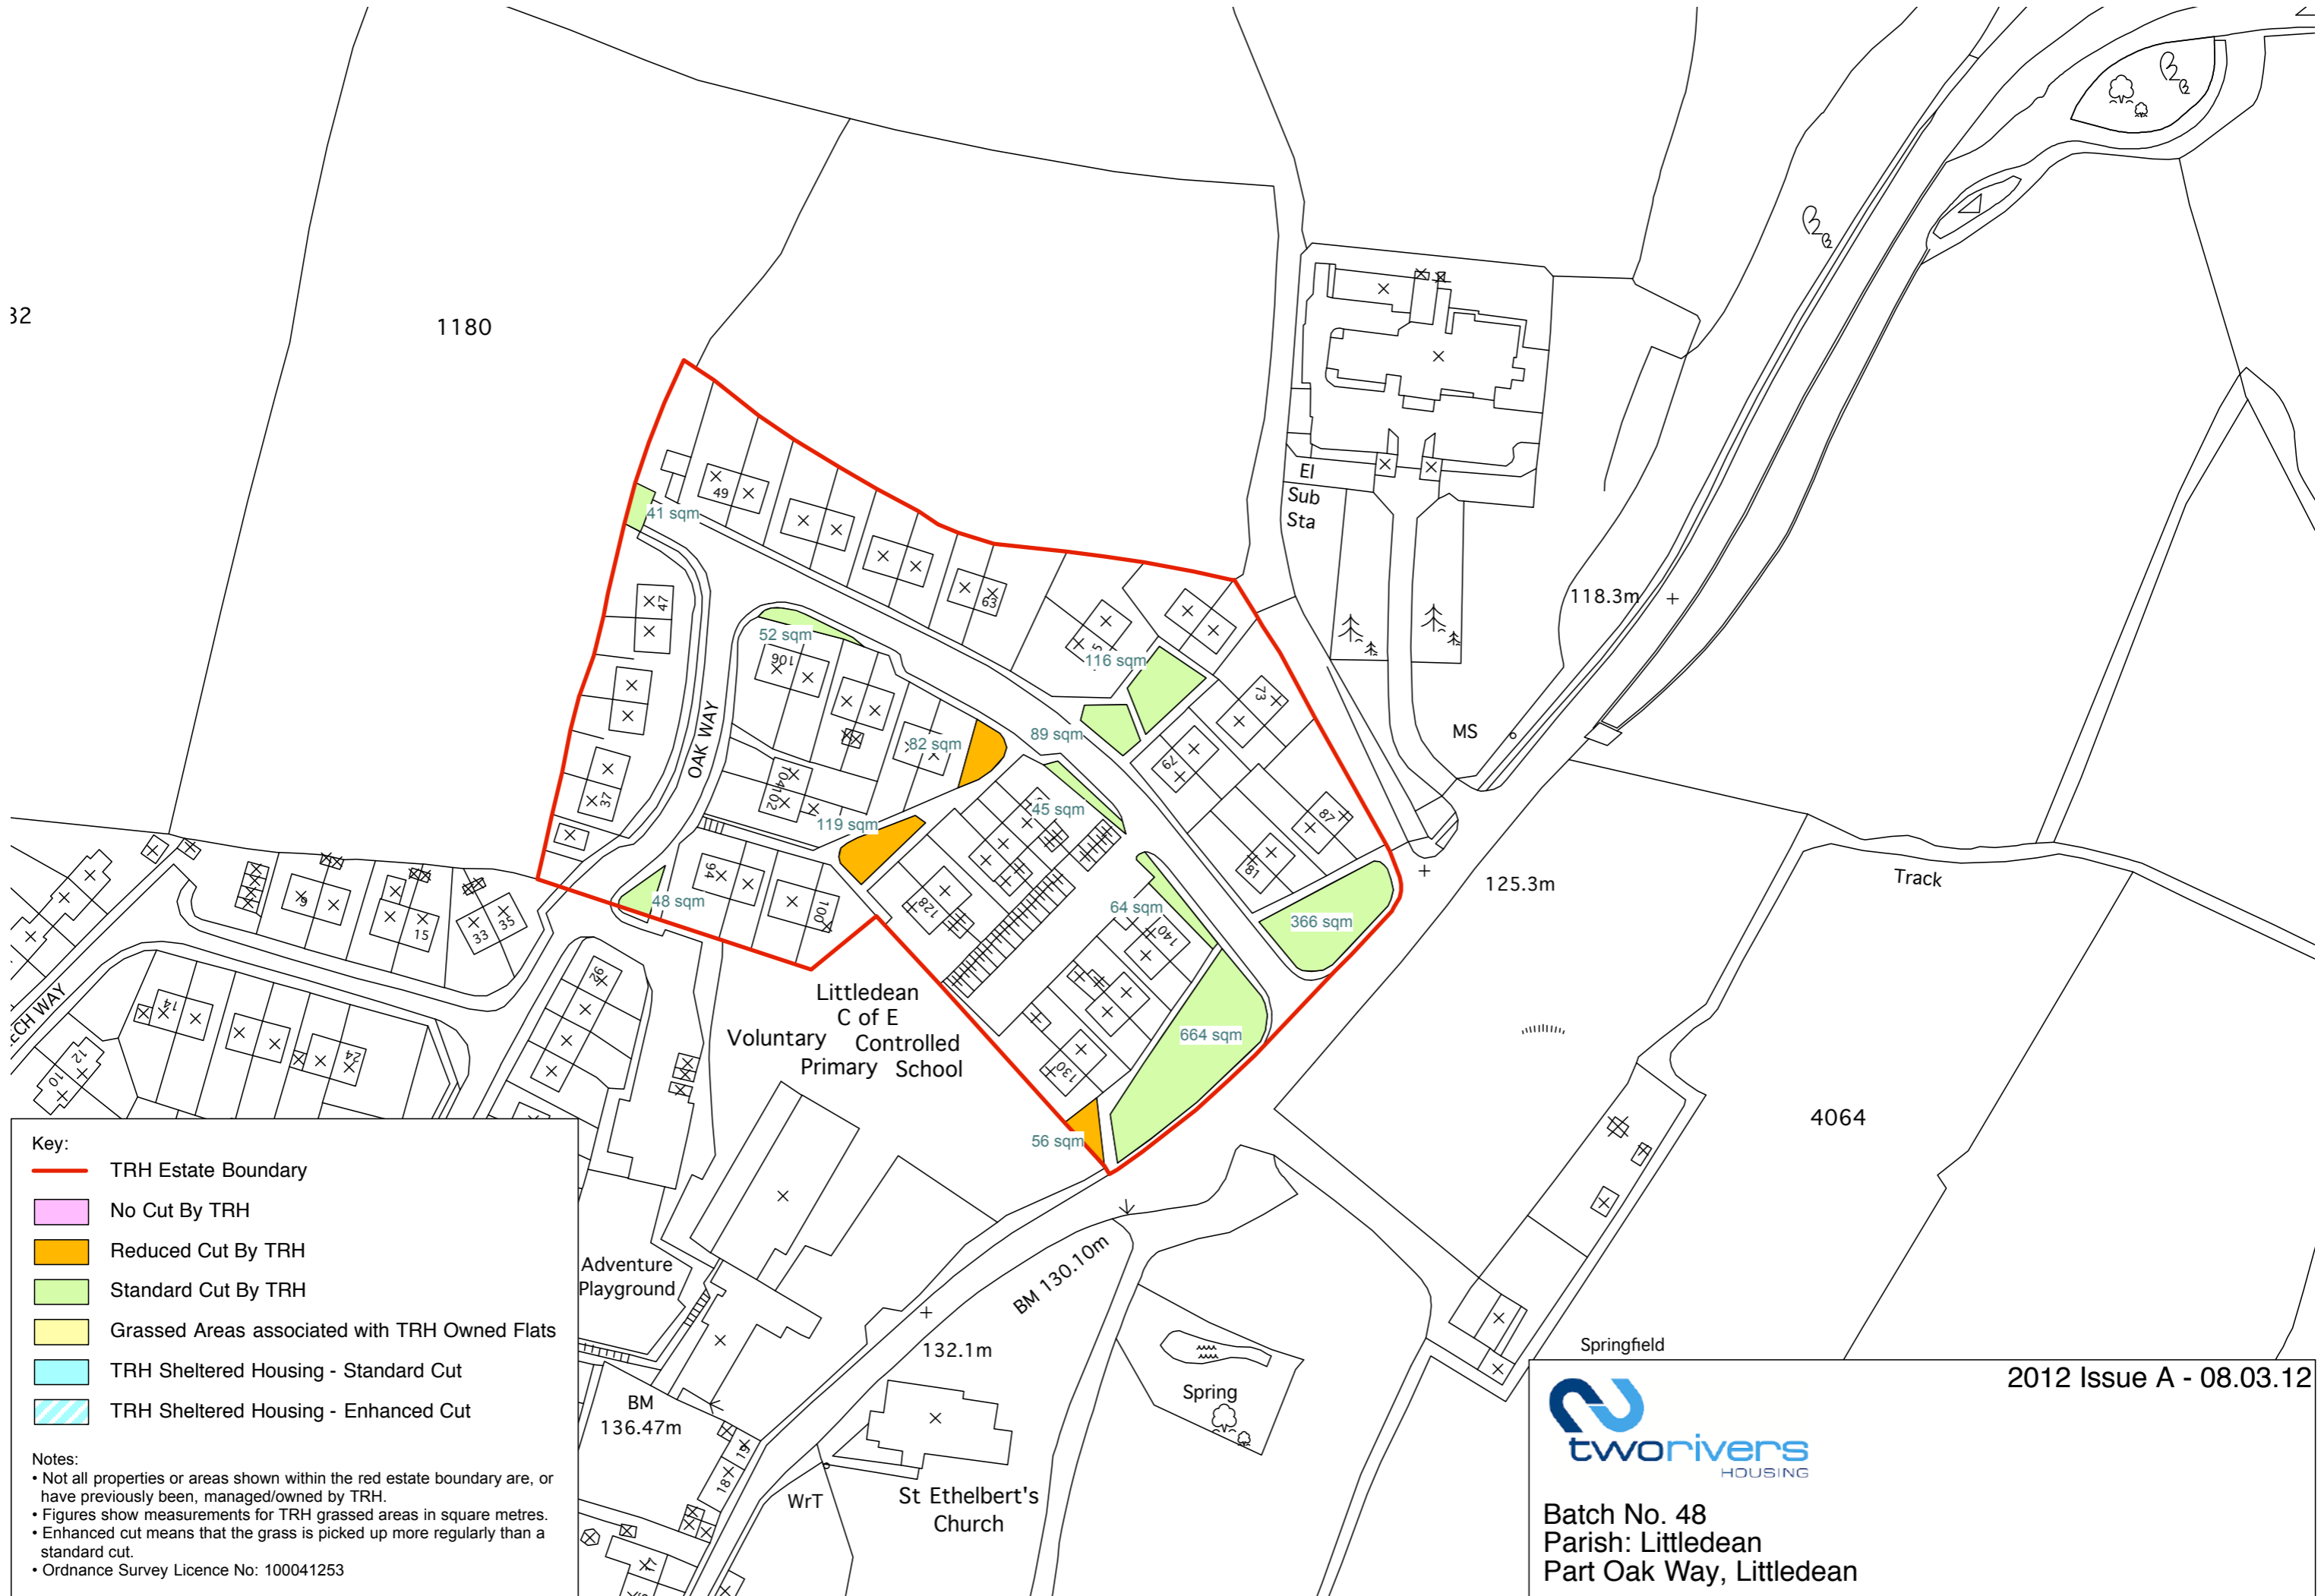 32
1180
El
Sub
Sta
49
41 sqm
47
63
118.3m
52 sqm
106
116 sqm
73
OAK WAY
89 sqm
MS
82 sqm
79
37
104
102
45 sqm
119 sqm
87
81
94
48 sqm
100
128
64 sqm
140
366 sqm
125.3m
Track
9
15
33
35
26
14
24
12
10
ECH WAY
Littledean
C of E
Voluntary Controlled
Primary School
664 sqm
130
56 sqm
4064
Key:
TRH Estate Boundary
No Cut By TRH
Reduced Cut By TRH
Standard Cut By TRH
Grassed Areas associated with TRH Owned Flats
TRH Sheltered Housing - Standard Cut
TRH Sheltered Housing - Enhanced Cut
Notes:
• Not all properties or areas shown within the red estate boundary are, or
have previously been, managed/owned by TRH.
• Figures show measurements for TRH grassed areas in square metres.
• Enhanced cut means that the grass is picked up more regularly than a
standard cut.
• Ordnance Survey Licence No: 100041253
Adventure
Playground
BM 130.10m
132.1m
BM
136.47m
19
18
17
WrT
St Ethelbert's
Church
Spring
Springfield
2012 Issue A - 08.03.12
tworivers
HOUSING
Batch No. 48
Parish: Littledean
Part Oak Way, Littledean